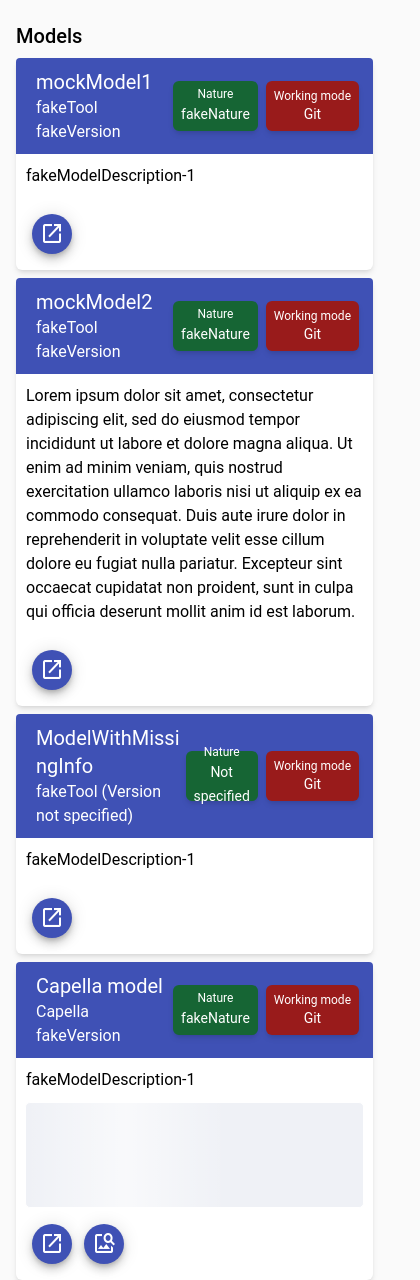 Models
mockModel1
fakeTool
fakeVersion
Nature
fakeNature
Working mode
Git
fakeModelDescription-1
mockModel2
fakeTool
fakeVersion
Nature
fakeNature
Working mode
Git
Lorem ipsum dolor sit amet, consectetur
adipiscing elit, sed do eiusmod tempor
incididunt ut labore et dolore magna aliqua. Ut
enim ad minim veniam, quis nostrud
exercitation ullamco laboris nisi ut aliquip ex ea
commodo consequat. Duis aute irure dolor in
reprehenderit in voluptate velit esse cillum
dolore eu fugiat nulla pariatur. Excepteur sint
occaecat cupidatat non proident, sunt in culpa
qui officia deserunt mollit anim id est laborum.
ModelWithMissi
ngInfo
fakeTool (Version
not specified)
Nature
Not
specified
Working mode
Git
fakeModelDescription-1
Capella model
Capella
fakeVersion
Nature
fakeNature
Working mode
Git
fakeModelDescription-1